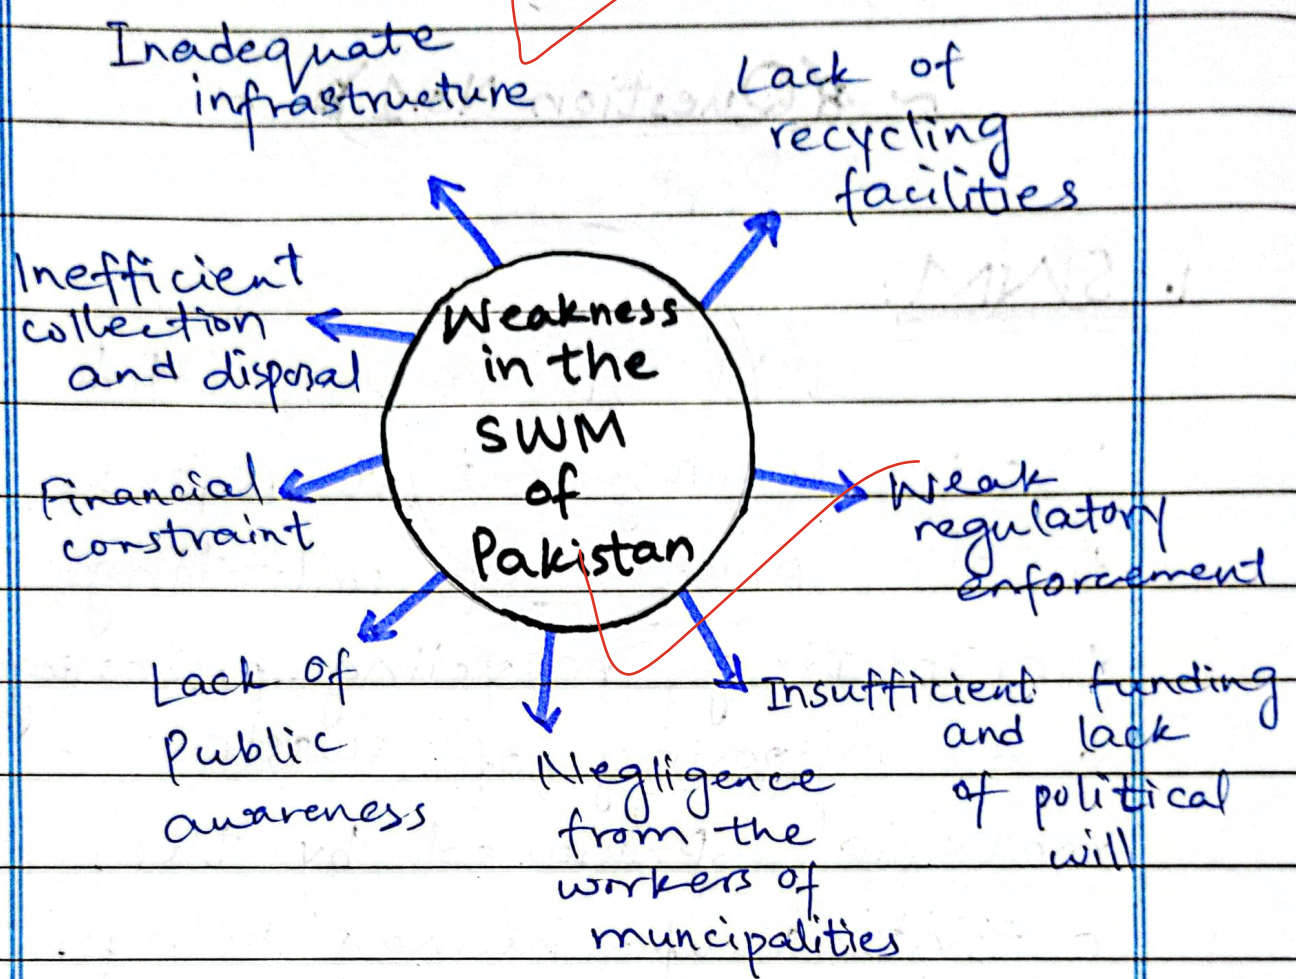 Inadequate
infrastructure
Lack of
recycling
facilities
Inefficient
collection
and disposal
Weakness
in the
SWM
of
Pakistan
Financial
constraint
Weak
regulatory
enforcement
Lack of
Public
awareness
Negligence
from the
workers of
muncipalities
Insufficient funding
and lack
of political
will